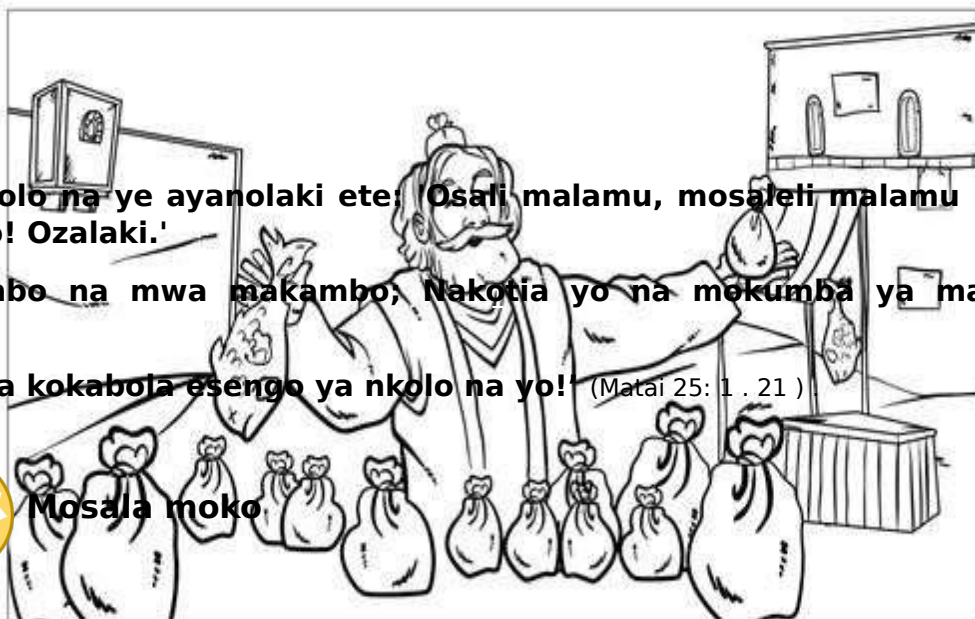 olo na ye ayanolaki ete: 'Osali malamu, mosaleli malamu
! Ozalaki.'
mbo na mwa makambo; Nakotia yo na mokumba ya ma
a kokabola esengo ya nkolo na yo!' (Matai 25: 1 . 21 ) .
Mosala moko